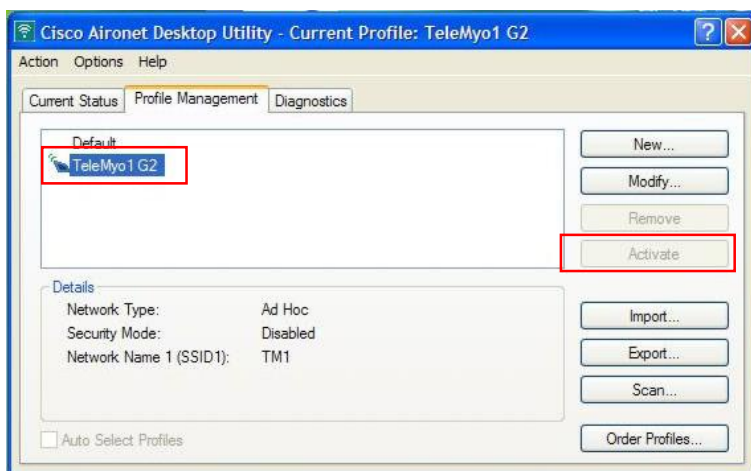 Cisco Aironet Desktop Utility - Current Profile: TeleMyo1 G2
Action Options Help
Current Status Profile Management Diagnostics
Default
TeleMyo1 G2
New...
Modify...
Remove
Activate
Details
Network Type: Ad Hoc
Security Mode: Disabled
Network Name 1 (SSID1): TM1
Import...
Export...
Scan...
Auto Select Profiles
Order Profiles...